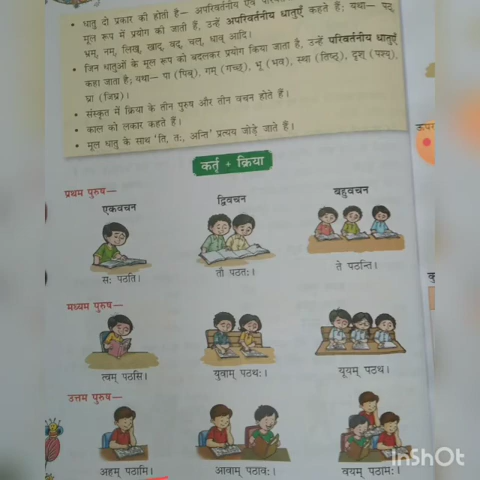 धातु दो प्रकार की होती है— अपरिवर्तनीय एवं
मूल रूप में प्रयोग की जाती हैं, उन्हें अपरिवर्तनीय धातुएँ कहते हैं; यथा— पठ्
भ्रम्, नम्, लिख्, खाद्, वद्, चल्, धाव् आदि।
• जिन धातुओं के मूल रूप को बदलकर प्रयोग किया जाता है, उन्हें परिवर्तनीय धातुएँ
कहा जाता है; यथा— पा (पिब्), गम् (गच्छ्), भू (भव), स्था (तिष्ठ्), दृश् (पश्य्),
घ्रा (जिघ्र)।
• संस्कृत में क्रिया के तीन पुरुष और तीन वचन होते हैं।
• काल को लकार कहते हैं।
• मूल धातु के साथ 'ति, तः, अन्ति' प्रत्यय जोड़े जाते हैं।
कर्तृ + क्रिया
प्रथम पुरुष—
एकवचन द्विवचन बहुवचन
सः पठति। तौ पठतः। ते पठन्ति।
मध्यम पुरुष—
त्वम् पठसि। युवाम् पठथः। यूयम् पठथ।
उत्तम पुरुष—
अहम् पठामि। आवाम् पठावः। वयम् पठामः।
ऊपर
InShOt